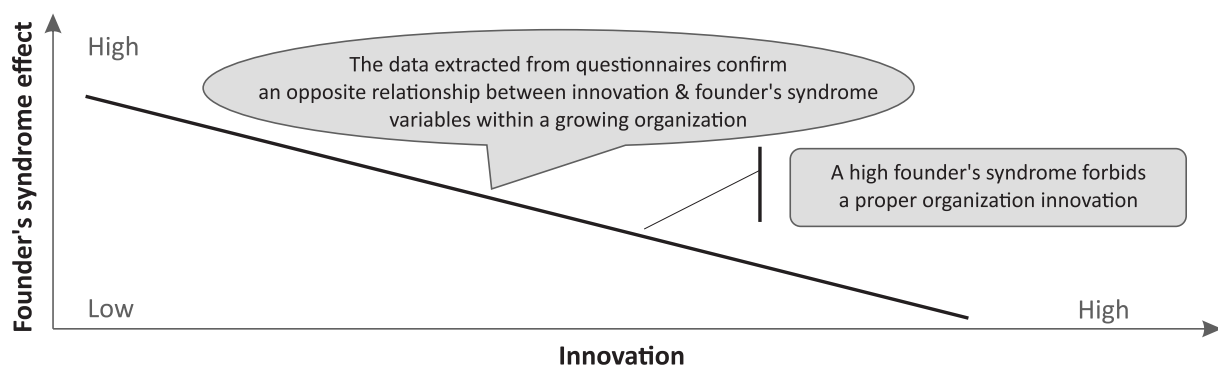 Founder's syndrome effect
High
The data extracted from questionnaires confirm
an opposite relationship between innovation & founder's syndrome
variables within a growing organization
A high founder's syndrome forbids
a proper organization innovation
Low
High
Innovation